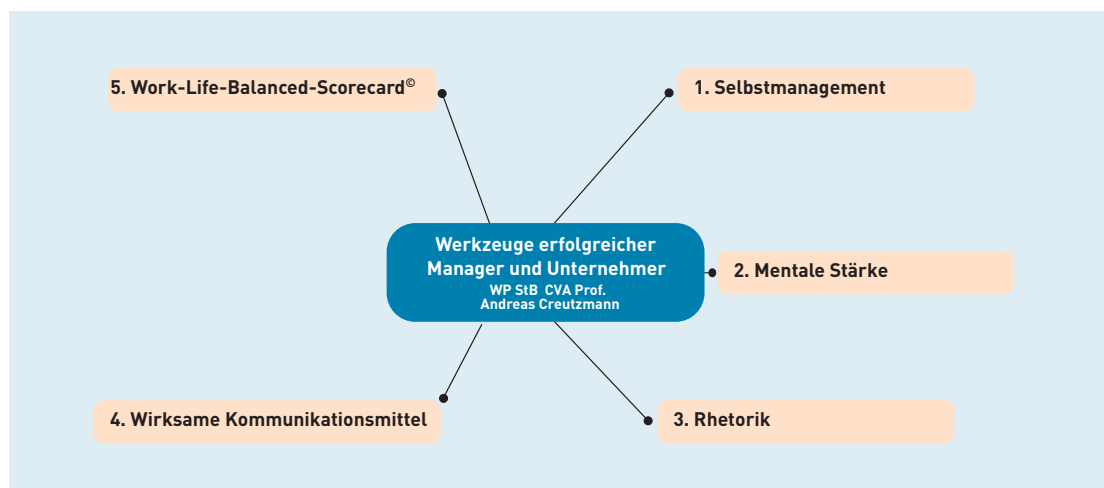 5. Work-Life-Balanced-Scorecard©
1. Selbstmanagement
Werkzeuge erfolgreicher
Manager und Unternehmer
WP StB CVA Prof.
Andreas Creutzmann
2. Mentale Stärke
4. Wirksame Kommunikationsmittel
3. Rhetorik